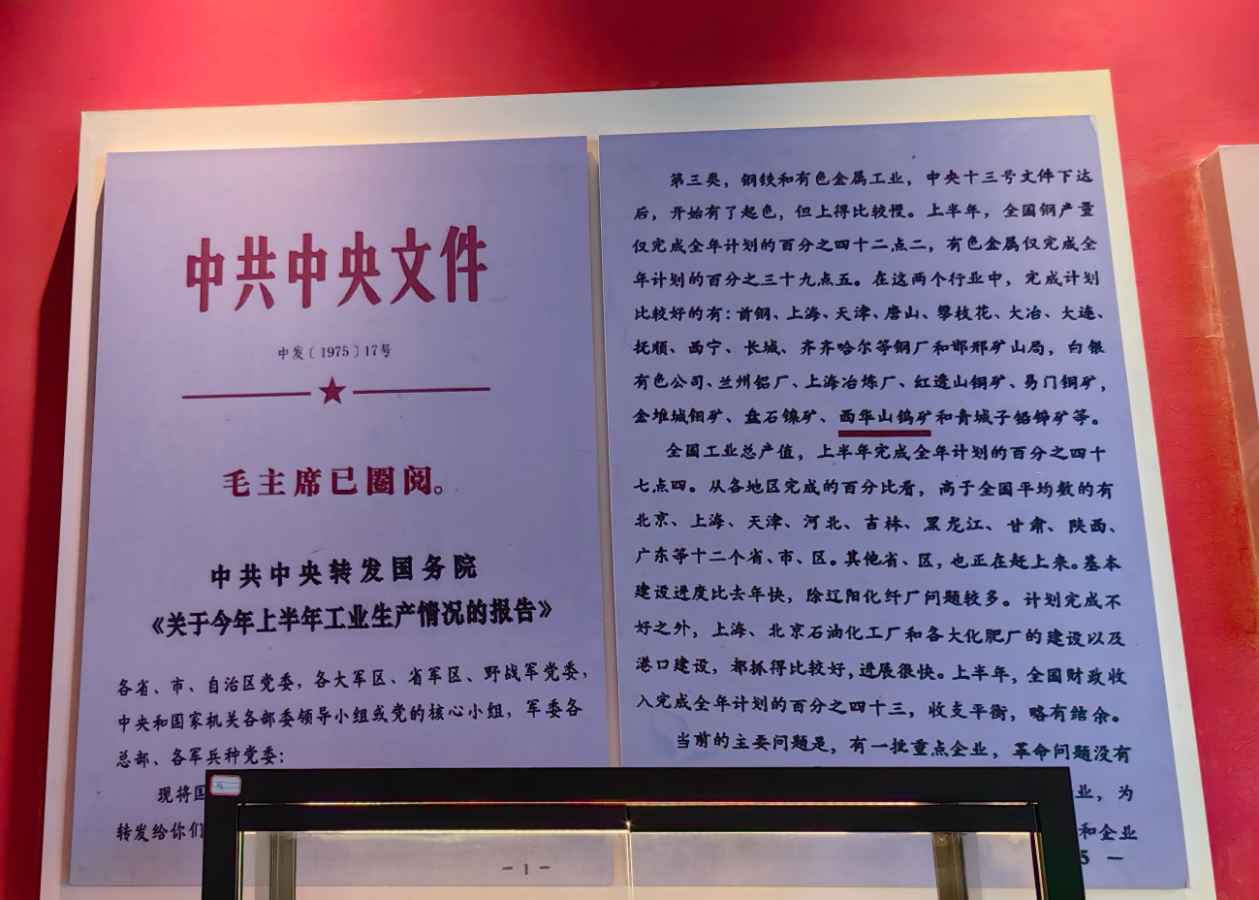 中共中央文件
中发〔1975〕17号
毛主席已圈阅。
中共中央转发国务院
《关于今年上半年工业生产情况的报告》
各省、市、自治区党委，各大军区、省军区、野战军党委，
中央和国家机关各部委领导小组或党的核心小组，军委各
总部、各军兵种党委：
现将国
转发给你们
— 1 —
第三类，钢铁和有色金属工业，中央十三号文件下达
后，开始有了起色，但上得比较慢。上半年，全国钢产量
仅完成全年计划的百分之四十二点二，有色金属仅完成全
年计划的百分之三十九点五。在这两个行业中，完成计划
比较好的有：首钢、上海、天津、唐山、攀枝花、大冶、大连、
抚顺、西宁、长城、齐齐哈尔等钢厂和邯邢矿山局，白银
有色公司、兰州铝厂、上海冶炼厂、红透山铜矿、易门铜矿，
金堆城钼矿、盘石镍矿、西华山钨矿和青城子铅锌矿等。
全国工业总产值，上半年完成全年计划的百分之四十
七点四。从各地区完成的百分比看，高于全国平均数的有
北京、上海、天津、河北、吉林、黑龙江、甘肃、陕西、
广东等十二个省、市、区。其他省、区，也正在赶上来。基本
建设进度比去年快，除辽阳化纤厂问题较多。计划完成不
好之外，上海、北京石油化工厂和各大化肥厂的建设以及
港口建设，都抓得比较好，进展很快。上半年，全国财政收
入完成全年计划的百分之四十三，收支平衡，略有结余。
当前的主要问题是，有一批重点企业，革命问题没有
业，为
和企业
5 —